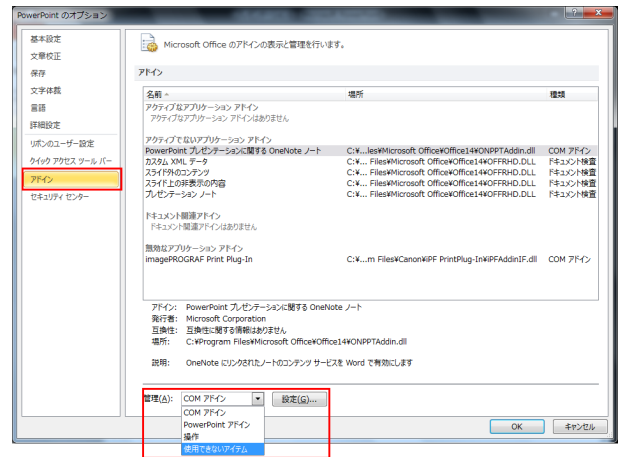 PowerPoint のオプション
基本設定
文章校正
保存
文字体裁
言語
詳細設定
リボンのユーザー設定
クイック アクセス ツール バー
アドイン
セキュリティ センター
Microsoft Office のアドインの表示と管理を行います。
アドイン
名前 場所 種類
アクティブなアプリケーション アドイン
アクティブなアプリケーション アドインはありません
アクティブでないアプリケーション アドイン
PowerPoint プレゼンテーションに関する OneNote ノート C:¥...les¥Microsoft Office¥Office14¥ONPPTAddin.dll COM アドイン
カスタム XML データ C:¥... Files¥Microsoft Office¥Office14¥OFFRHD.DLL ドキュメント検査
スライド外のコンテンツ C:¥... Files¥Microsoft Office¥Office14¥OFFRHD.DLL ドキュメント検査
スライド上の非表示の内容 C:¥... Files¥Microsoft Office¥Office14¥OFFRHD.DLL ドキュメント検査
プレゼンテーション ノート C:¥... Files¥Microsoft Office¥Office14¥OFFRHD.DLL ドキュメント検査
ドキュメント関連アドイン
ドキュメント関連アドインはありません
無効なアプリケーション アドイン
imagePROGRAF Print Plug-In C:¥...m Files¥Canon¥iPF PrintPlug-In¥iPFAddinIF.dll COM アドイン
アドイン: PowerPoint プレゼンテーションに関する OneNote ノート
発行者: Microsoft Corporation
互換性: 互換性に関する情報はありません
場所: C:¥Program Files¥Microsoft Office¥Office14¥ONPPTAddin.dll
説明: OneNote にリンクされたノートのコンテンツ サービスを Word で有効にします
管理(A): COM アドイン 設定(G)...
COM アドイン
PowerPoint アドイン
操作
使用できないアイテム
OK キャンセル